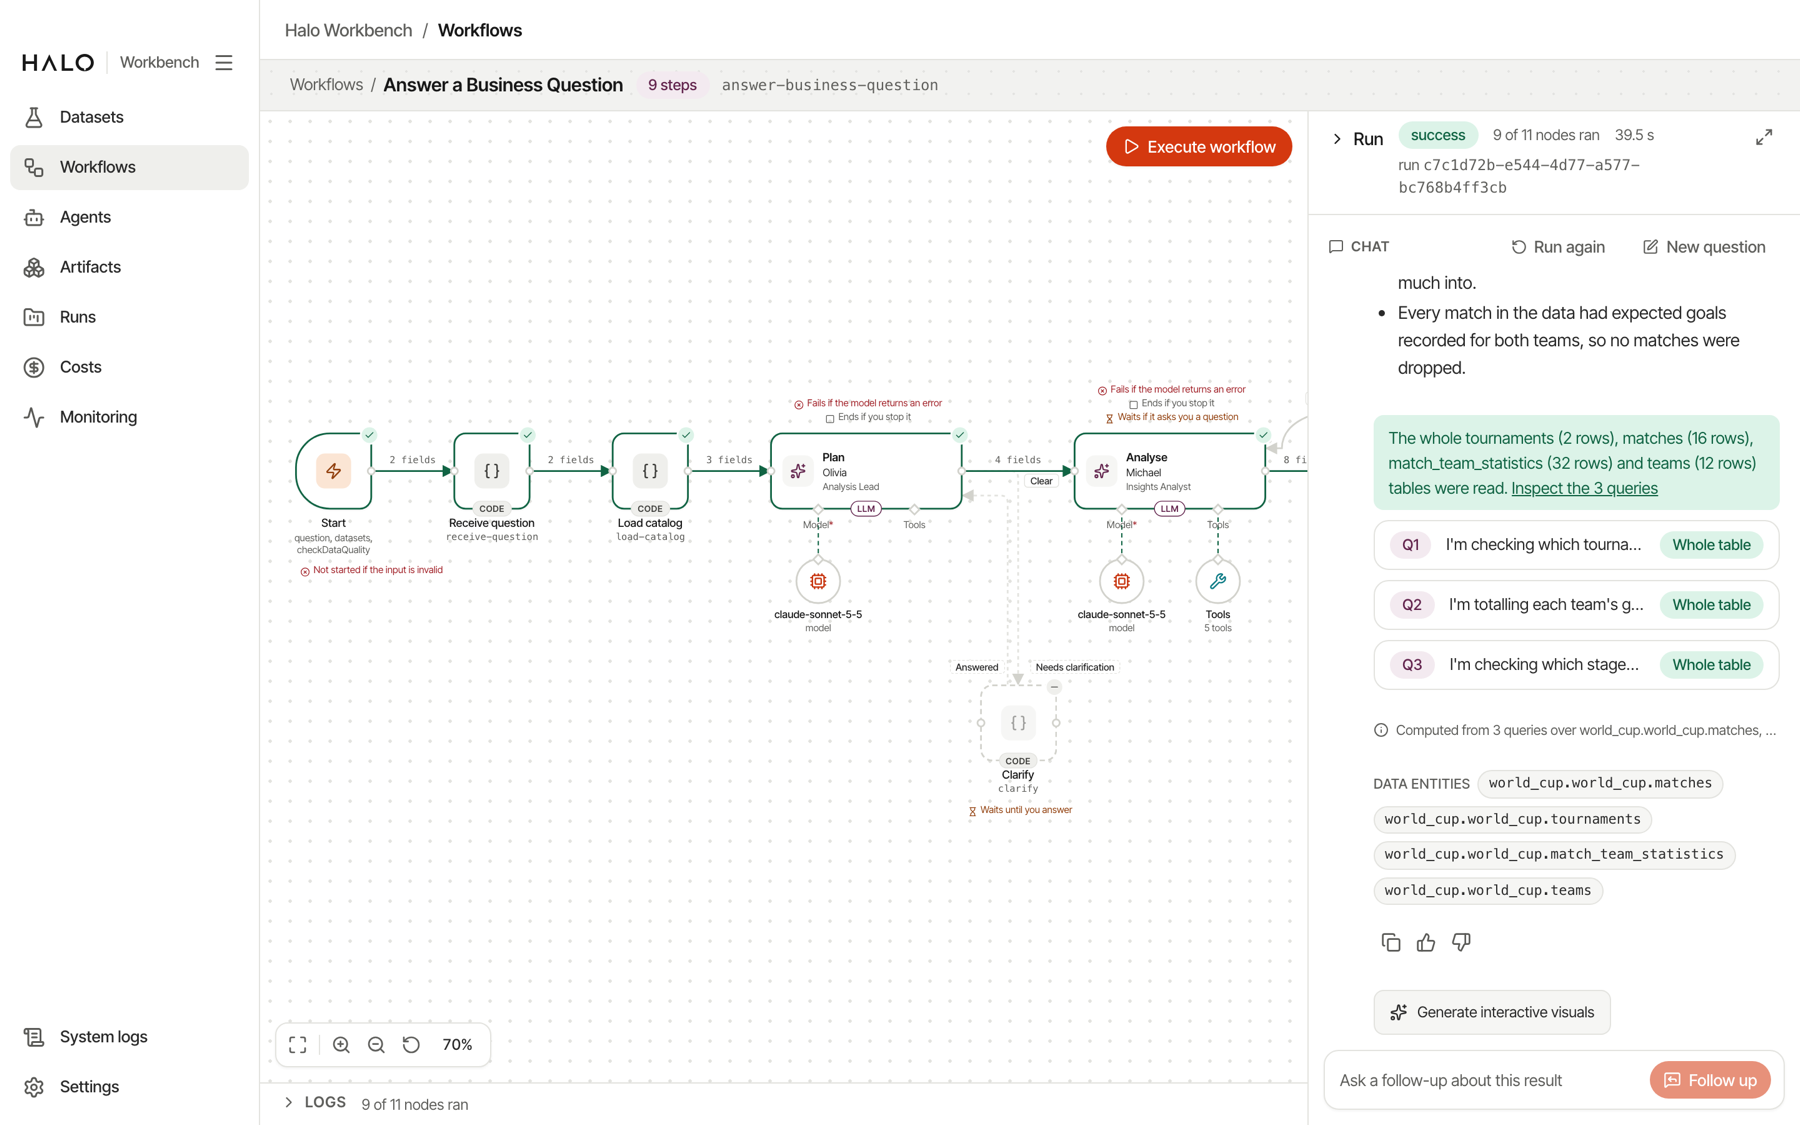 HALO Workbench
Datasets
Workflows
Agents
Artifacts
Runs
Costs
Monitoring
System logs
Settings
Halo Workbench / Workflows
Workflows / Answer a Business Question 9 steps answer-business-question
Execute workflow
Start
question, datasets,
checkDataQuality
Not started if the input is invalid
2 fields
{}
CODE
Receive question
receive-question
2 fields
{}
CODE
Load catalog
load-catalog
3 fields
Fails if the model returns an error
Ends if you stop it
Plan
Olivia
Analysis Lead
LLM
Model*
Tools
claude-sonnet-5-5
model
4 fields
Clear
Fails if the model returns an error
Ends if you stop it
Waits if it asks you a question
Analyse
Michael
Insights Analyst
LLM
Model*
Tools
claude-sonnet-5-5
model
Tools
5 tools
8 fi
Answered
Needs clarification
{}
CODE
Clarify
clarify
Waits until you answer
70%
LOGS 9 of 11 nodes ran
Run success 9 of 11 nodes ran 39.5 s
run c7c1d72b-e544-4d77-a577-
bc768b4ff3cb
CHAT Run again New question
much into.
• Every match in the data had expected goals
recorded for both teams, so no matches were
dropped.
The whole tournaments (2 rows), matches (16 rows),
match_team_statistics (32 rows) and teams (12 rows)
tables were read. Inspect the 3 queries
Q1 I'm checking which tourna... Whole table
Q2 I'm totalling each team's g... Whole table
Q3 I'm checking which stage... Whole table
Computed from 3 queries over world_cup.world_cup.matches, ...
DATA ENTITIES world_cup.world_cup.matches
world_cup.world_cup.tournaments
world_cup.world_cup.match_team_statistics
world_cup.world_cup.teams
Generate interactive visuals
Ask a follow-up about this result Follow up